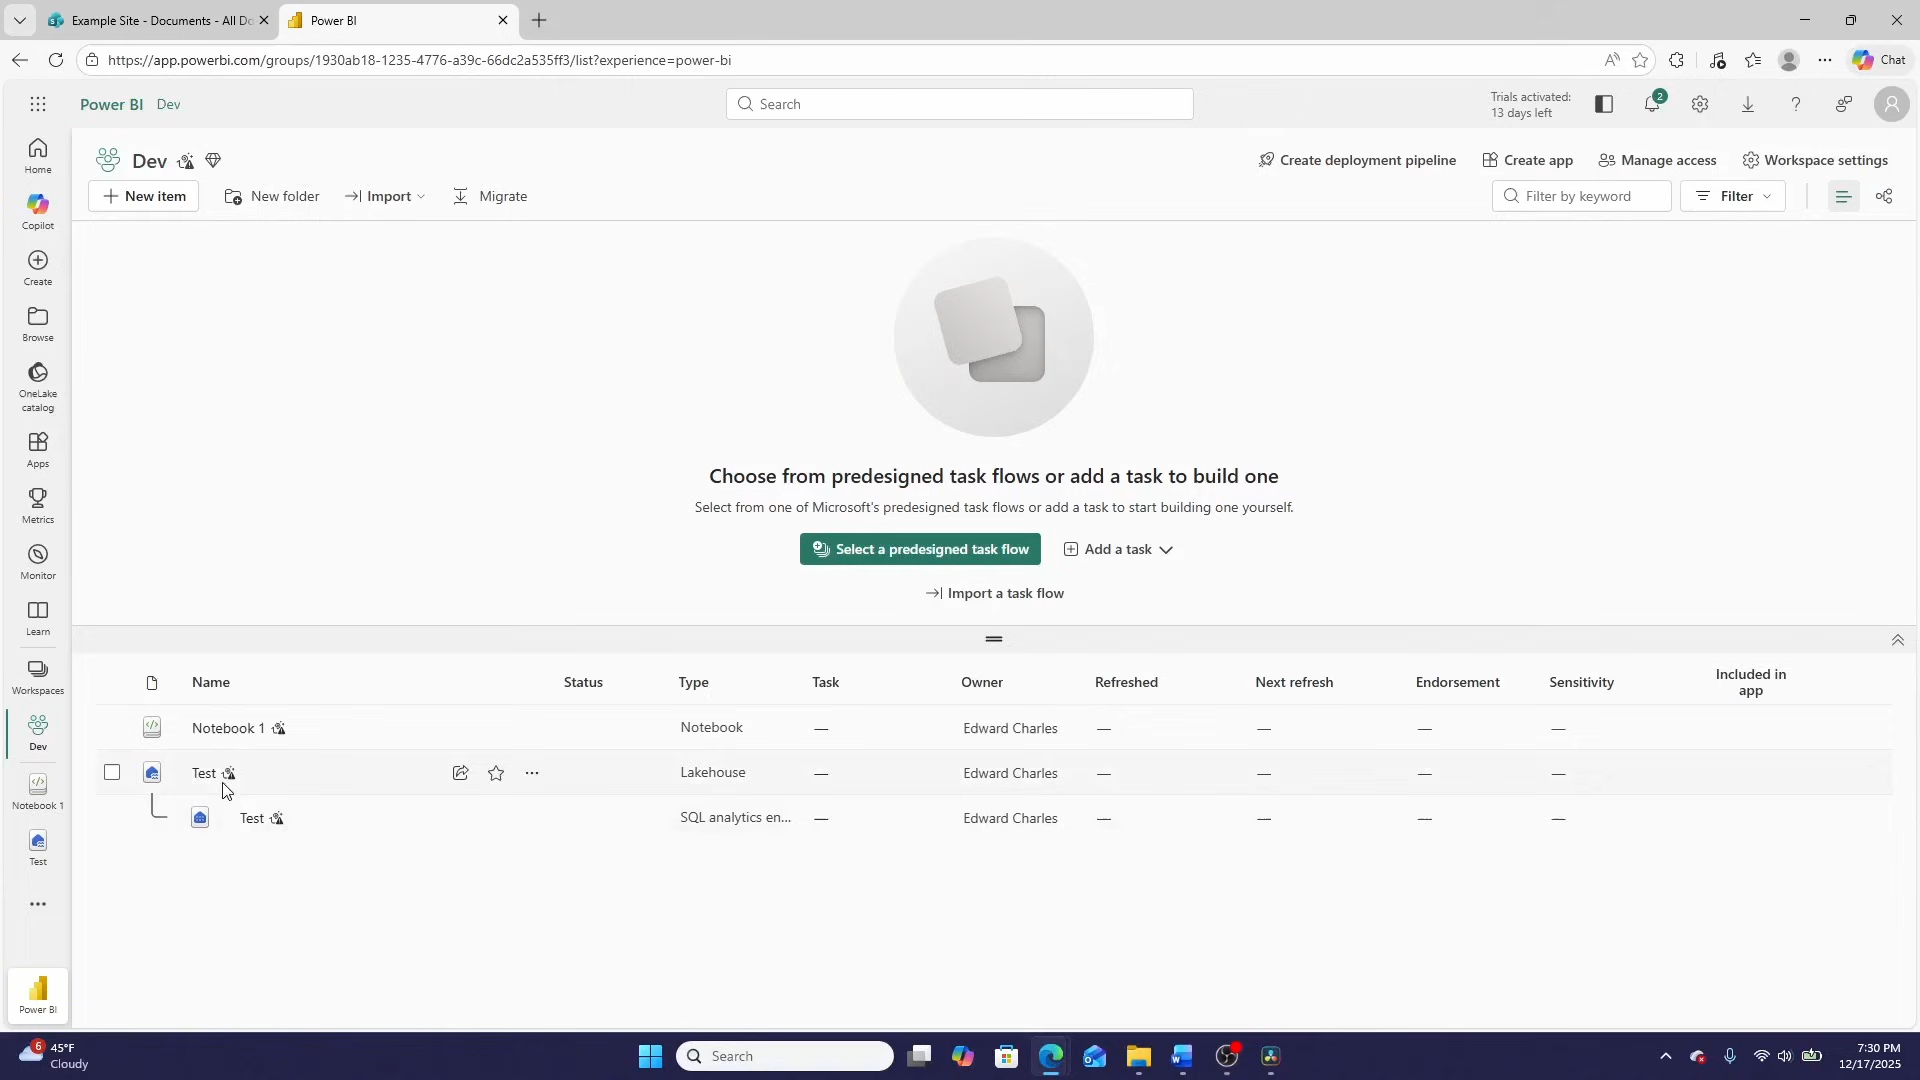 Example Site - Documents - All Do
Power BI
https://app.powerbi.com/groups/1930ab18-1235-4776-a39c-66dc2a535ff3/list?experience=power-bi
Chat
Power BI Dev
Search
Trials activated:
13 days left
2
Dev
Create deployment pipeline
Create app
Manage access
Workspace settings
New item
New folder
Import
Migrate
Filter by keyword
Filter
Home
Copilot
Create
Browse
OneLake
catalog
Apps
Metrics
Monitor
Learn
Workspaces
Dev
Notebook 1
Test
Power BI
Choose from predesigned task flows or add a task to build one
Select from one of Microsoft's predesigned task flows or add a task to start building one yourself.
Select a predesigned task flow
Add a task
Import a task flow
Name Status Type Task Owner Refreshed Next refresh Endorsement Sensitivity Included in
app
Notebook 1 Notebook — Edward Charles — — — —
Test Lakehouse — Edward Charles — — — —
Test SQL analytics en... — Edward Charles — — — —
6
45°F
Cloudy
Search
7:30 PM
12/17/2025